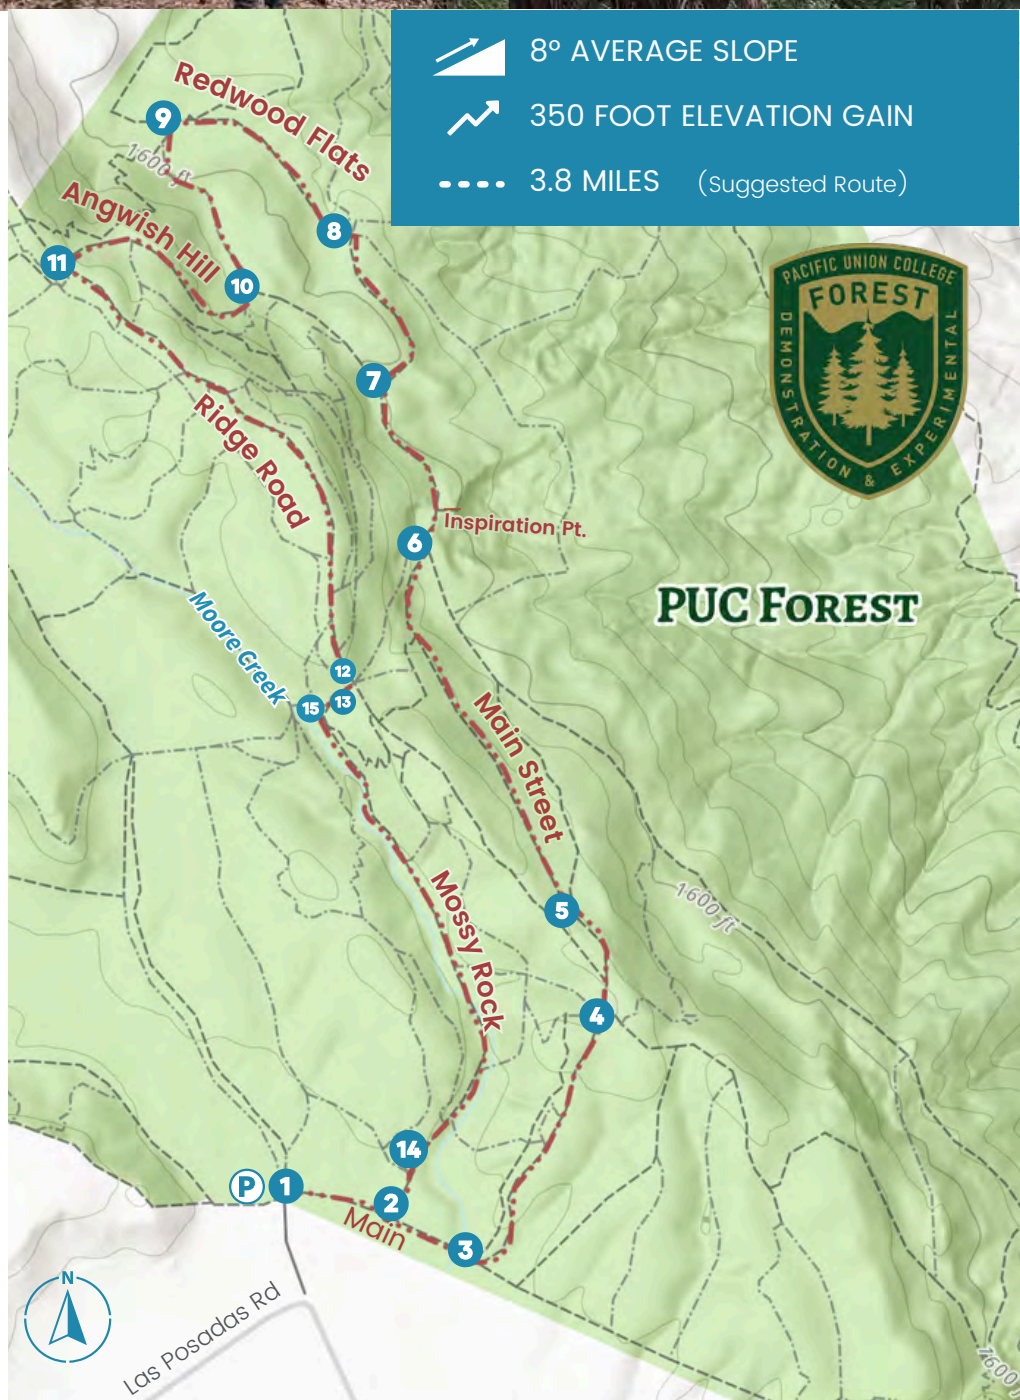 8° AVERAGE SLOPE
350 FOOT ELEVATION GAIN
3.8 MILES (Suggested Route)
Redwood Flats
9
1600 ft
Angwish Hill
8
11
10
PACIFIC UNION COLLEGE
FOREST
DEMONSTRATION & EXPERIMENTAL
7
Ridge Road
Inspiration Pt.
6
PUC FOREST
Moore Creek
12
13
15
Main Street
Mossy Rock
1600 ft
5
4
14
P
1
2
Main
3
N
Las Posadas Rd
1600